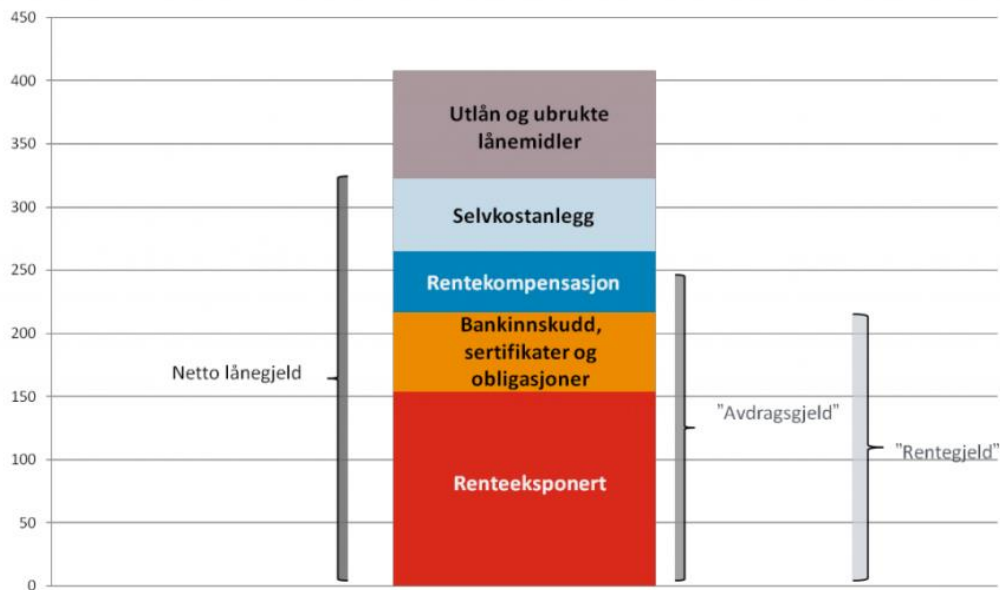 450
400
350
300
250
200
150
100
50
0
Utlån og ubrukte
lånemidler
Selvkostanlegg
Rentekompensasjon
Bankinnskudd,
sertifikater og
obligasjoner
Renteeksponert
Netto lånegjeld
"Avdragsgjeld"
"Rentegjeld"